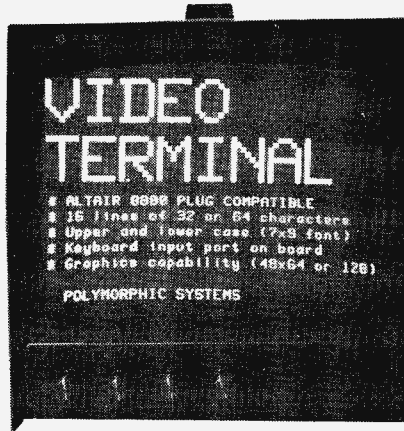 VIDEO
TERMINAL
# ALTAIR 8800 PLUG COMPATIBLE
# 16 lines of 32 or 64 characters
# Upper and lower case (7x9 font)
# Keyboard input port on board
# Graphics capability (48x64 or 128)
POLYMORPHIC SYSTEMS